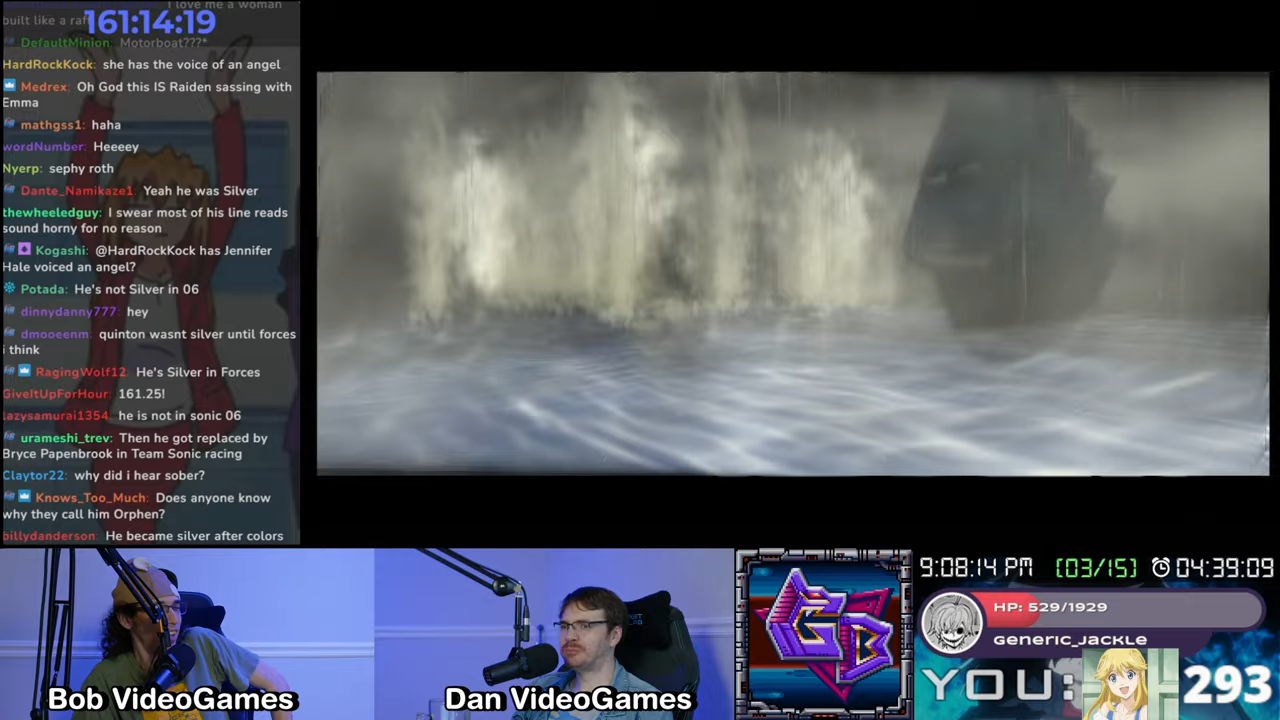 I love me a woman
built like a raf
161:14:19
DefaultMinion: Motorboat???*
HardRockKock: she has the voice of an angel
Medrex: Oh God this IS Raiden sassing with
Emma
mathgss1: haha
wordNumber: Heeeey
Nyerp: sephy roth
Dante_Namikaze1: Yeah he was Silver
thewheeledguy: I swear most of his line reads
sound horny for no reason
Kogashi: @HardRockKock has Jennifer
Hale voiced an angel?
Potada: He's not Silver in 06
dinnydanny777: hey
dmooeenm: quinton wasnt silver until forces
i think
RagingWolf12: He's Silver in Forces
GiveItUpForHour: 161.25!
lazysamurai1354: he is not in sonic 06
urameshi_trev: Then he got replaced by
Bryce Papenbrook in Team Sonic racing
Claytor22: why did i hear sober?
Knows_Too_Much: Does anyone know
why they call him Orphen?
billydanderson: He became silver after colors
Bob VideoGames
Dan VideoGames
GB
9:08:14 PM [03/15] 04:39:09
HP: 529/1929
Generic_Jackle
YOU: 293